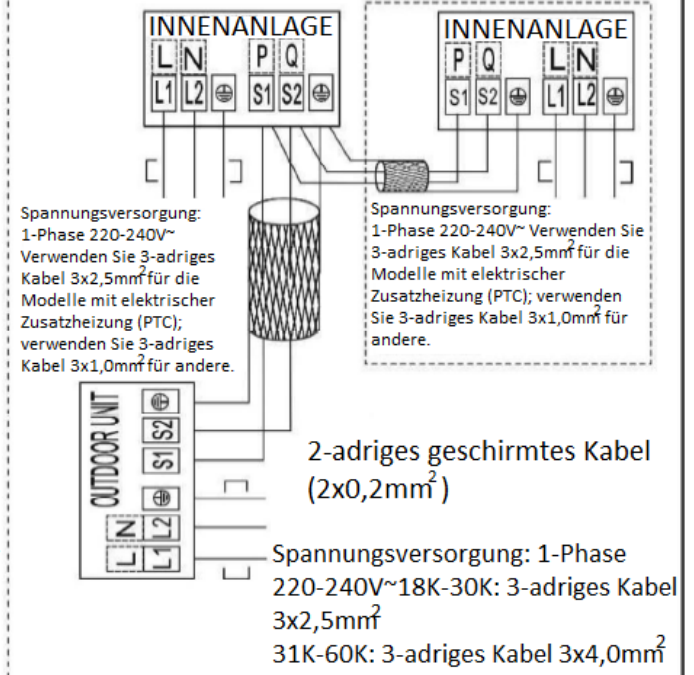 INNENANLAGE
L N P Q
L1 L2 S1 S2
INNENANLAGE
P Q L N
S1 S2 L1 L2
Spannungsversorgung:
1-Phase 220-240V~
Verwenden Sie 3-adriges
Kabel 3x2,5mm² für die
Modelle mit elektrischer
Zusatzheizung (PTC);
verwenden Sie 3-adriges
Kabel 3x1,0mm² für andere.
Spannungsversorgung:
1-Phase 220-240V~ Verwenden Sie
3-adriges Kabel 3x2,5mm² für die
Modelle mit elektrischer
Zusatzheizung (PTC); verwenden
Sie 3-adriges Kabel 3x1,0mm² für
andere.
OUTDOOR UNIT
S2
S1
N L2
L L1
2-adriges geschirmtes Kabel
(2x0,2mm²)
Spannungsversorgung: 1-Phase
220-240V~18K-30K: 3-adriges Kabel
3x2,5mm²
31K-60K: 3-adriges Kabel 3x4,0mm²